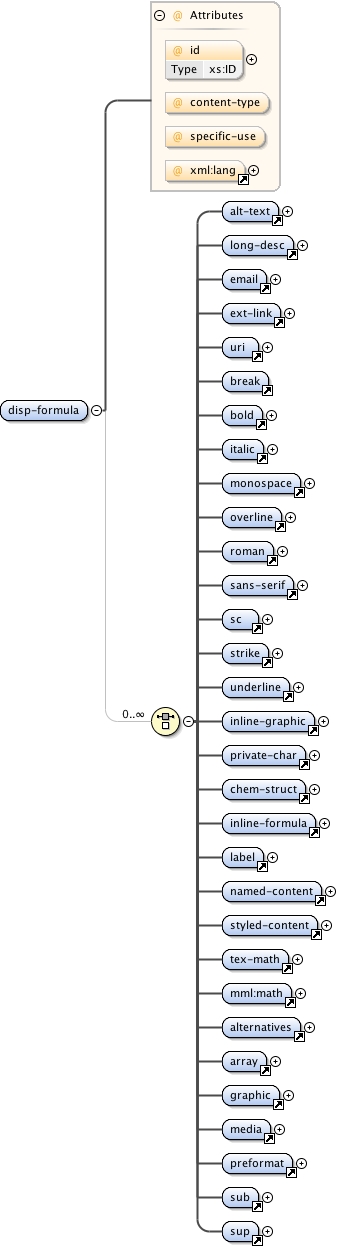 @ Attributes
@ id
Type xs:ID
@ content-type
@ specific-use
@ xml:lang
alt-text
long-desc
email
ext-link
uri
break
disp-formula
bold
italic
monospace
overline
roman
sans-serif
sc
strike
underline
0..∞
inline-graphic
private-char
chem-struct
inline-formula
label
named-content
styled-content
tex-math
mml:math
alternatives
array
graphic
media
preformat
sub
sup